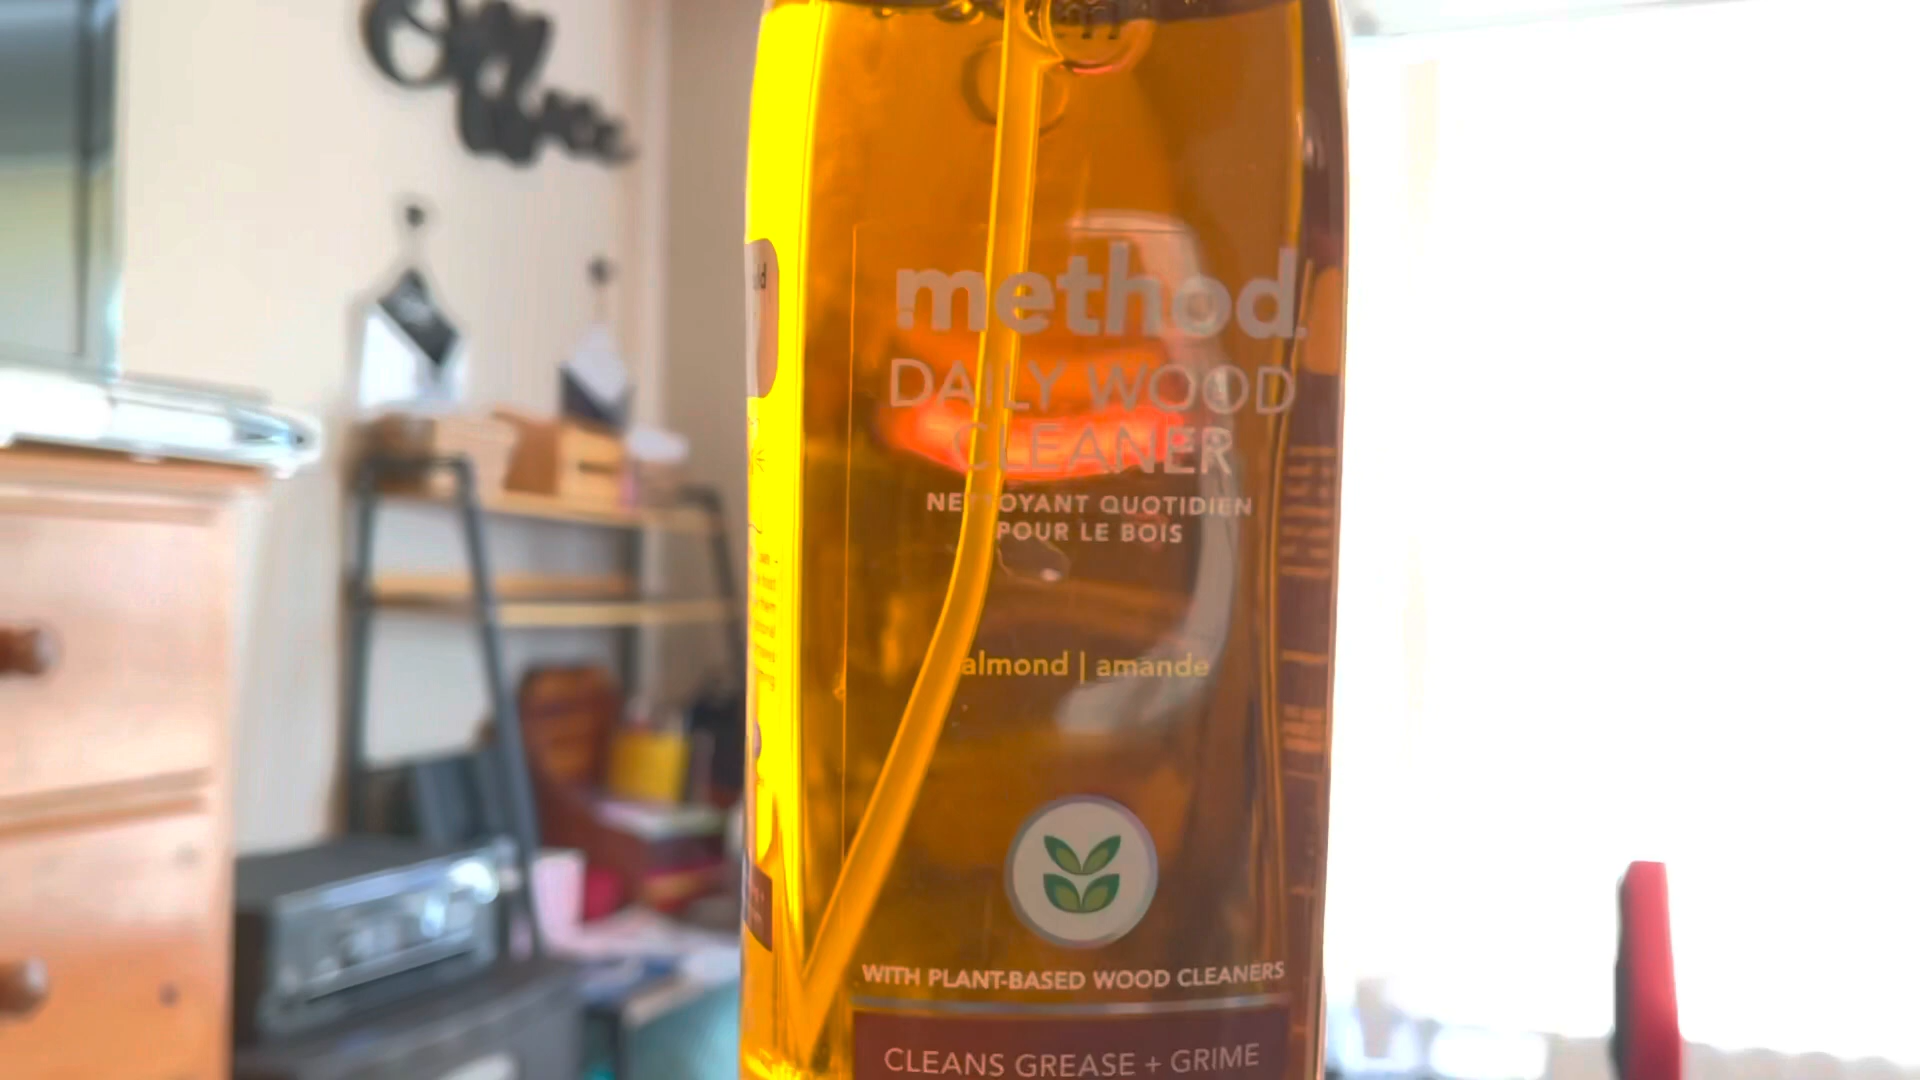 method.
DAILY WOOD
CLEANER
NETTOYANT QUOTIDIEN
POUR LE BOIS
almond | amande
WITH PLANT-BASED WOOD CLEANERS
CLEANS GREASE + GRIME